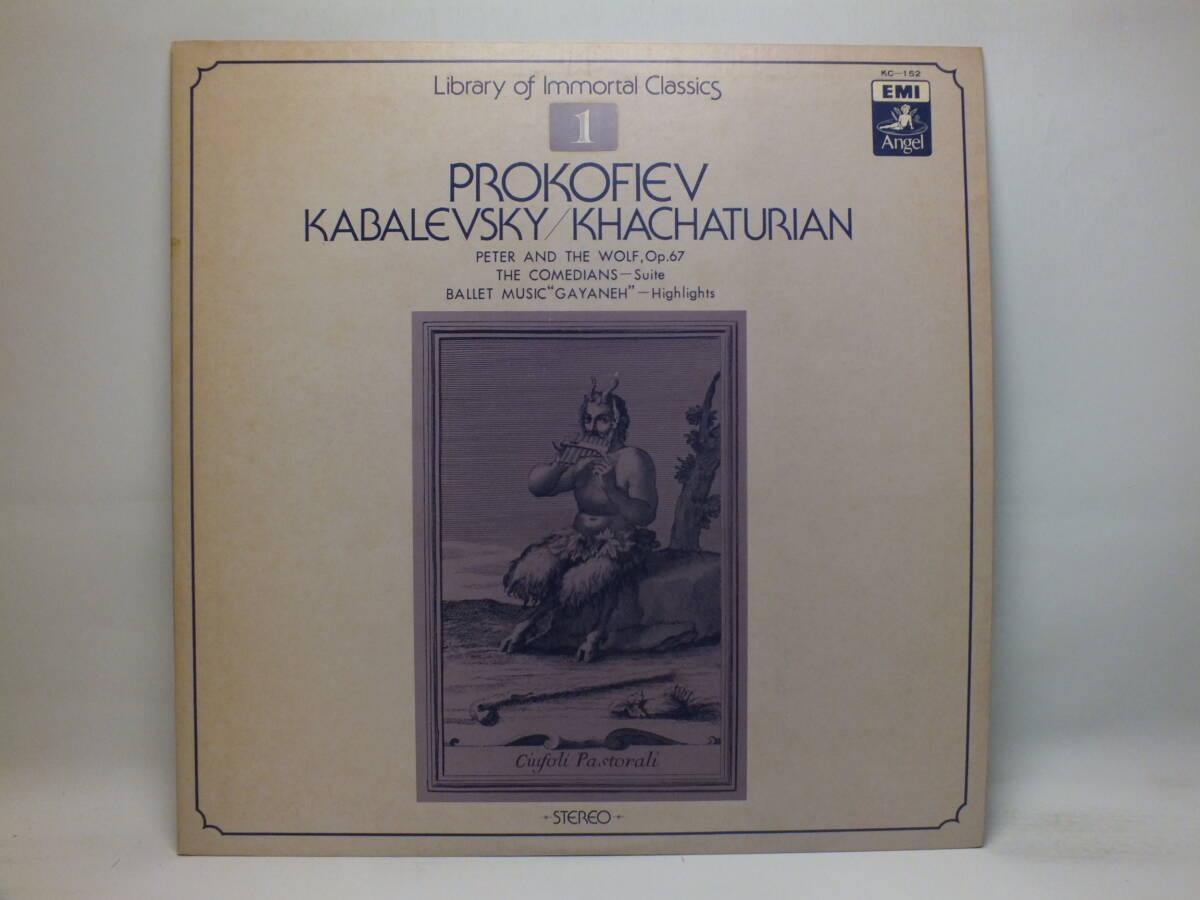 Library of Immortal Classics
KC-152
EMI
Angel
1
PROKOFIEV
KABALEVSKY/KHACHATURIAN
PETER AND THE WOLF,Op.67
THE COMEDIANS—Suite
BALLET MUSIC“GAYANEH”—Highlights
Ciufoli Pastorali
STEREO